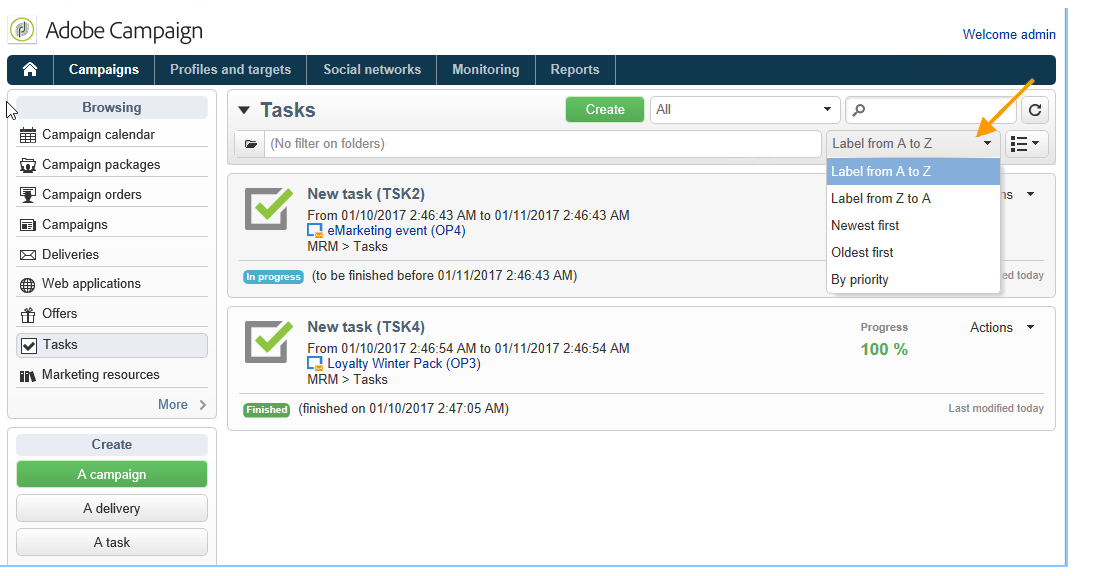 Adobe Campaign
Welcome admin
Campaigns Profiles and targets Social networks Monitoring Reports
Browsing
Campaign calendar
Campaign packages
Campaign orders
Campaigns
Deliveries
Web applications
Offers
Tasks
Marketing resources
More
Create
A campaign
A delivery
A task
Tasks
Create
All
(No filter on folders)
Label from A to Z
Label from A to Z
Label from Z to A
Newest first
Oldest first
By priority
New task (TSK2)
From 01/10/2017 2:46:43 AM to 01/11/2017 2:46:43 AM
eMarketing event (OP4)
MRM > Tasks
In progress (to be finished before 01/11/2017 2:46:43 AM)
today
New task (TSK4)
From 01/10/2017 2:46:54 AM to 01/11/2017 2:46:54 AM
Loyalty Winter Pack (OP3)
MRM > Tasks
Progress
100 %
Actions
Finished (finished on 01/10/2017 2:47:05 AM)
Last modified today